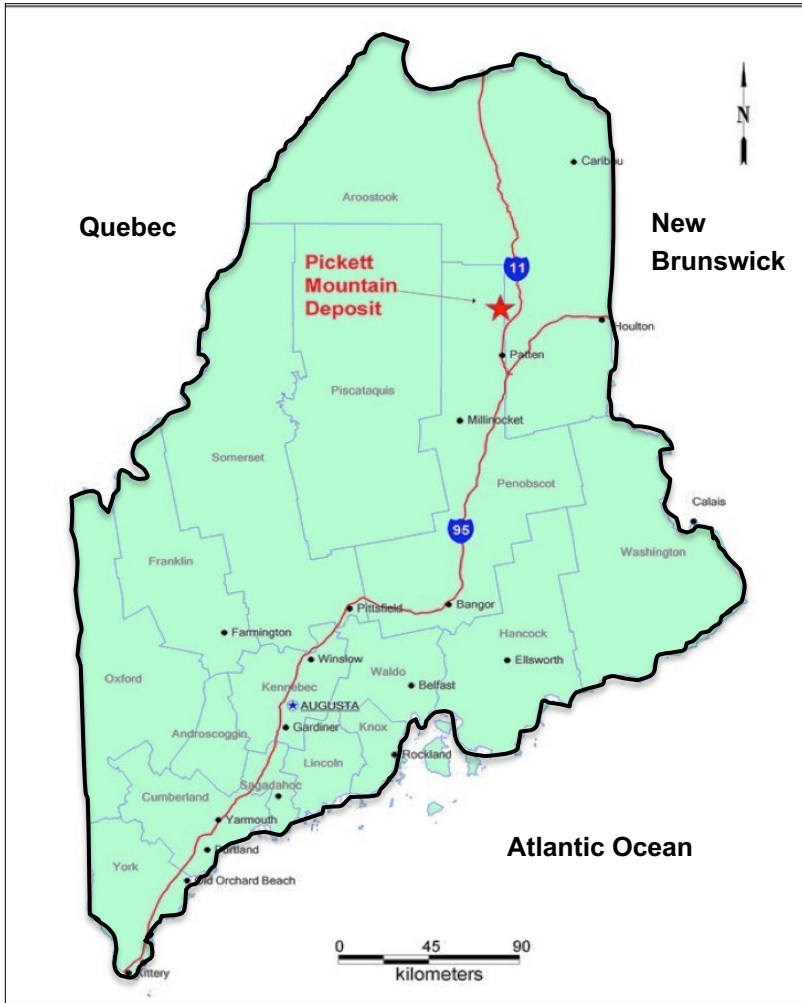 N
Caribou
Aroostook
Quebec
New
Brunswick
Pickett
Mountain
Deposit
11
Houlton
Patten
Piscataquis
Millinocket
Somerset
Penobscot
Calais
95
Washington
Franklin
Pittsfield
Bangor
Farmington
Hancock
Winslow
Ellsworth
Waldo
Oxford
Kennebec
Belfast
AUGUSTA
Gardiner
Knox
Androscoggin
Rockland
Lincoln
Sagadahoc
Cumberland
Yarmouth
Portland
Atlantic Ocean
York
Old Orchard Beach
0 45 90
kilometers
Kittery